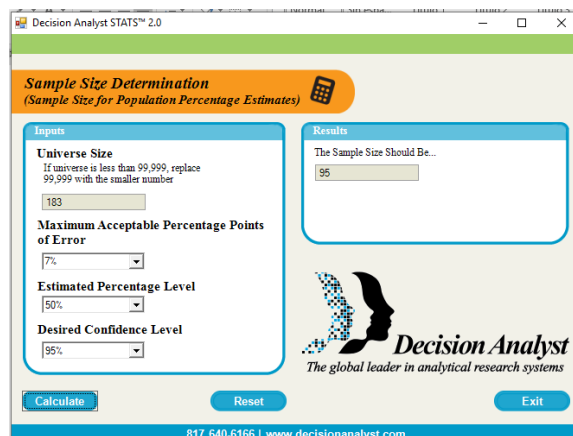 Decision Analyst STATS™ 2.0
Sample Size Determination
(Sample Size for Population Percentage Estimates)
Inputs
Universe Size
If universe is less than 99,999, replace
99,999 with the smaller number
183
Maximum Acceptable Percentage Points
of Error
7%
Estimated Percentage Level
50%
Desired Confidence Level
95%
Results
The Sample Size Should Be...
95
Decision Analyst
The global leader in analytical research systems
Calculate
Reset
Exit
817.640.6166 | www.decisionanalyst.com